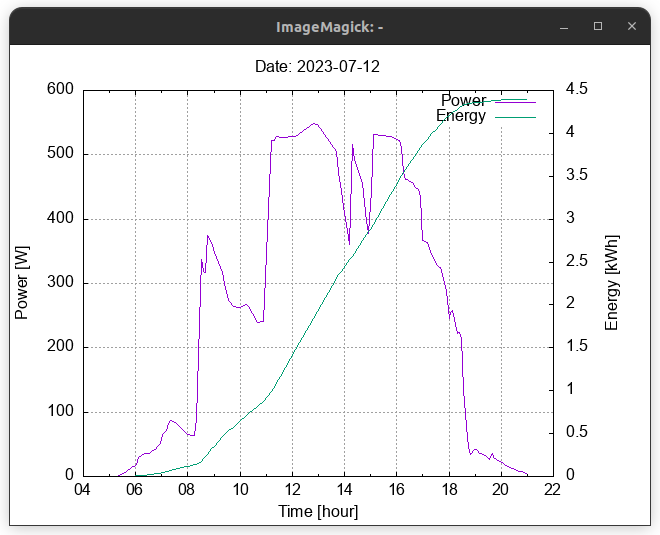 ImageMagick: -
Date: 2023-07-12
Power
Energy
600
500
400
300
200
100
0
4.5
4
3.5
3
2.5
2
1.5
1
0.5
0
Power [W]
Energy [kWh]
04 06 08 10 12 14 16 18 20 22
Time [hour]